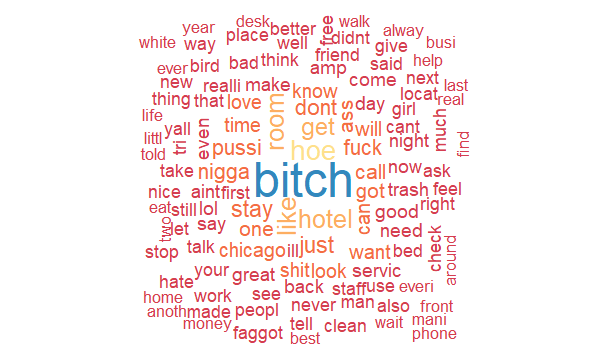 year desk better walk alway
white way place well free didnt give busi
ever bird bad think friend said help
new realli make amp come next last
thing that love know locat real
life yall even time room dont ass day girl much
littl tri get will cant night find
told pussi hoe fuck
take nigga bitch call now ask
nice aint first got trash feel
eat still lol stay like hotel can good right
two let say one need
stop talk chicago ill just want bed check around
hate your great shit look servic
home work see back staff use everi
anoth made peopl never man also front
money tell clean wait mani
faggot best phone